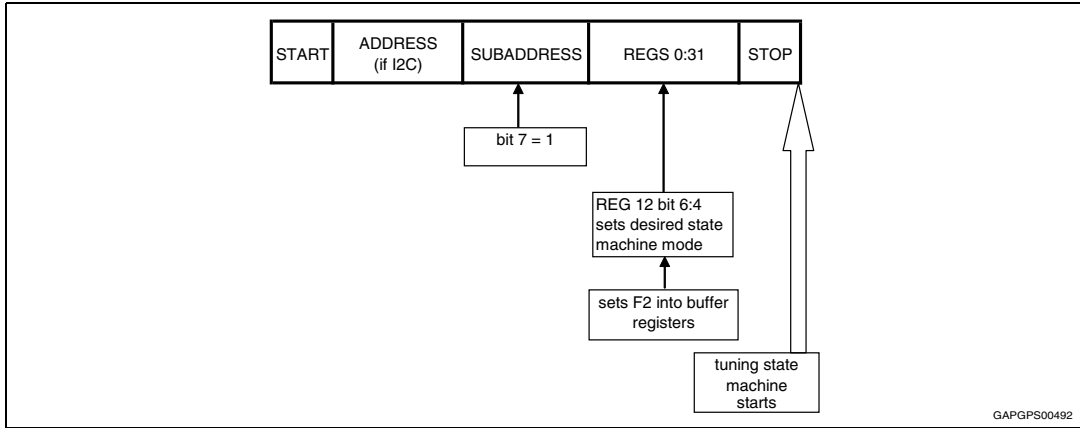 START
ADDRESS
(if I2C)
SUBADDRESS
REGS 0:31
STOP
bit 7 = 1
REG 12 bit 6:4
sets desired state
machine mode
sets F2 into buffer
registers
tuning state
machine
starts
GAPGPS00492